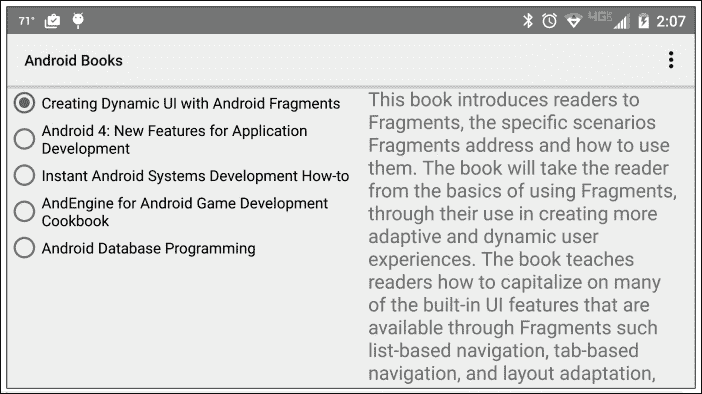 71°
4G
2:07
Android Books
Creating Dynamic UI with Android Fragments
Android 4: New Features for Application
Development
Instant Android Systems Development How-to
AndEngine for Android Game Development
Cookbook
Android Database Programming
This book introduces readers to
Fragments, the specific scenarios
Fragments address and how to use
them. The book will take the reader
from the basics of using Fragments,
through their use in creating more
adaptive and dynamic user
experiences. The book teaches
readers how to capitalize on many
of the built-in UI features that are
available through Fragments such
list-based navigation, tab-based
navigation, and layout adaptation,